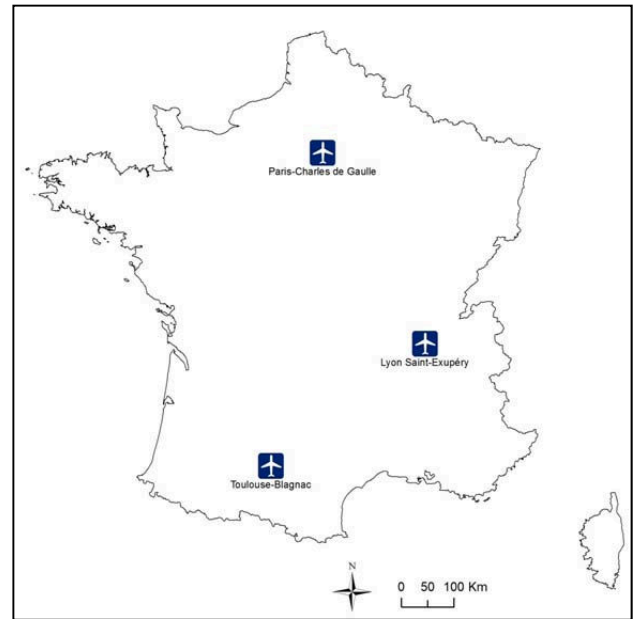 Paris-Charles de Gaulle
Lyon Saint-Exupéry
Toulouse-Blagnac
N
0 50 100 Km